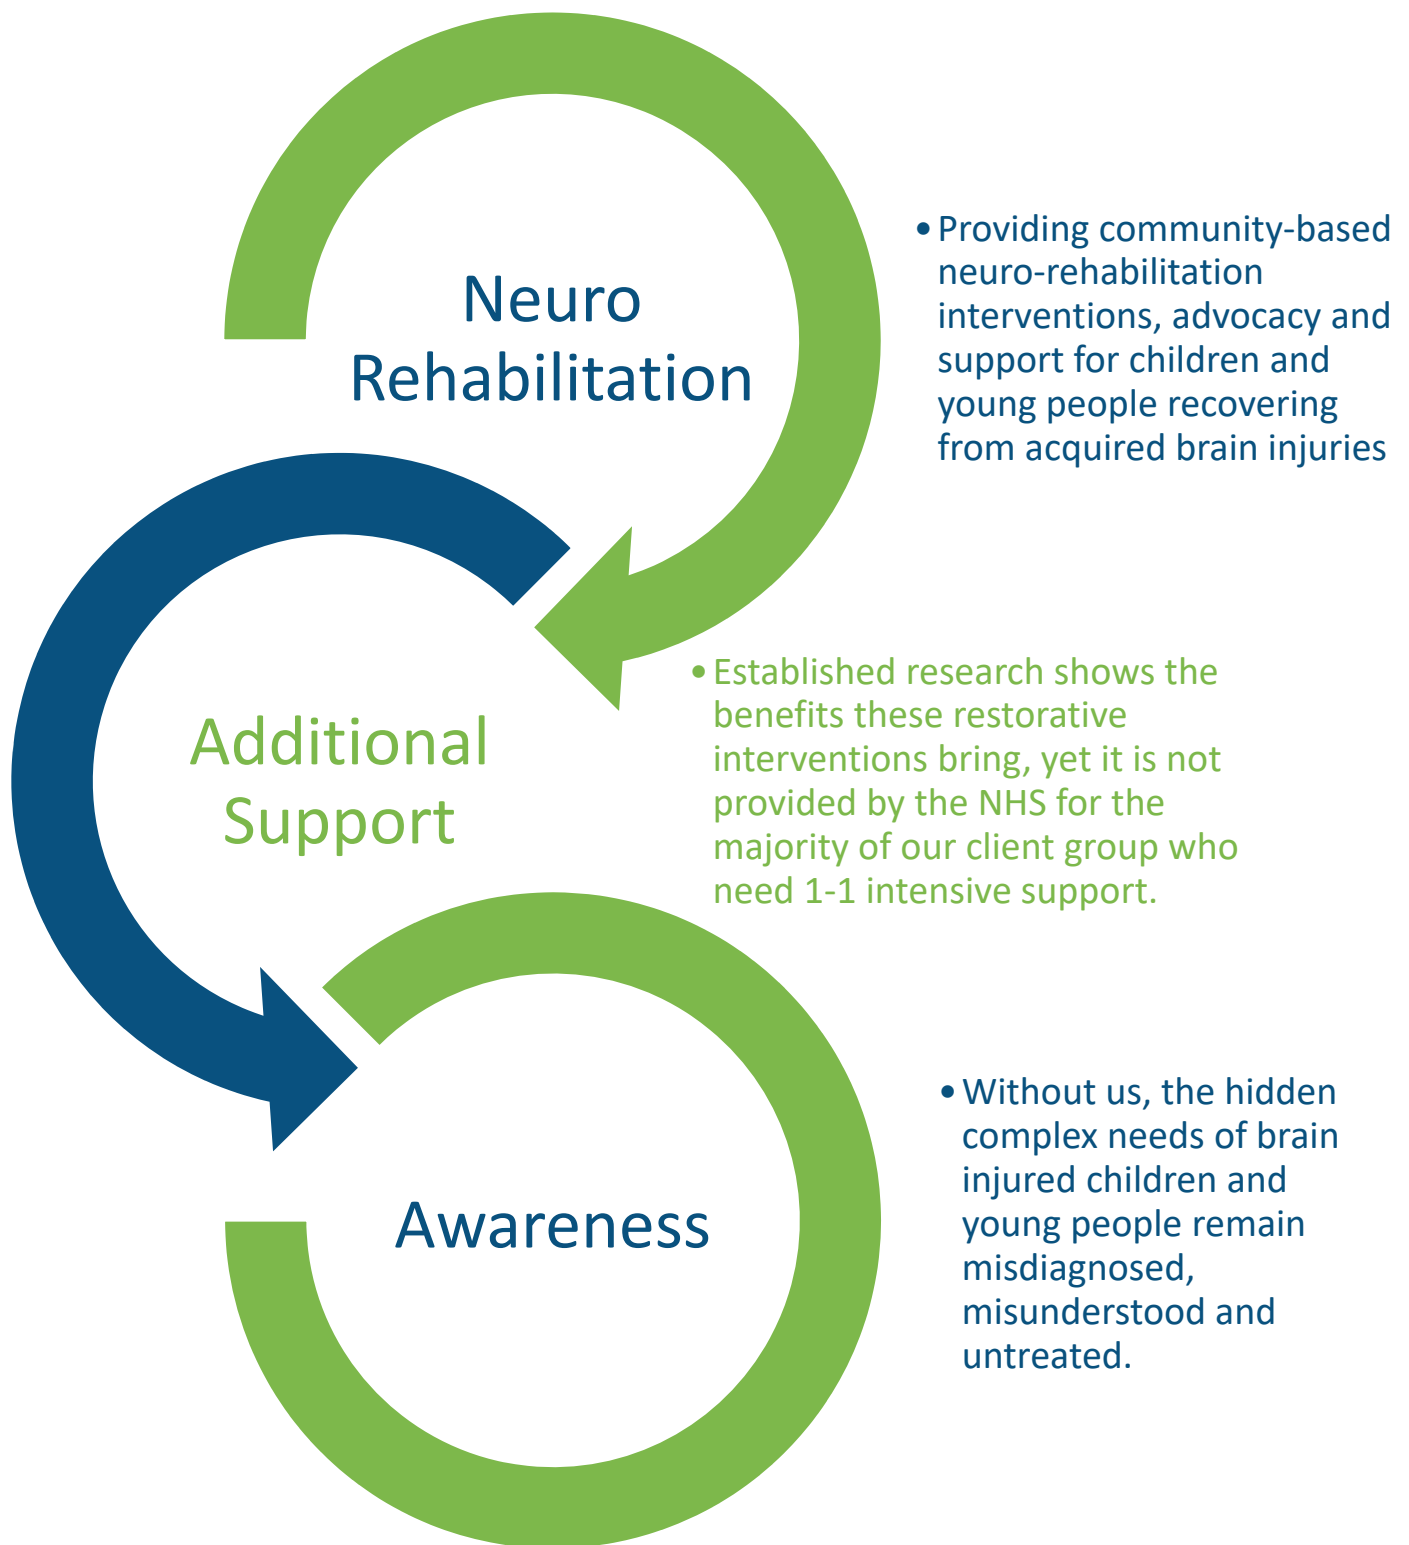 Neuro
Rehabilitation
• Providing community-based
neuro-rehabilitation
interventions, advocacy and
support for children and
young people recovering
from acquired brain injuries
Additional
Support
• Established research shows the
benefits these restorative
interventions bring, yet it is not
provided by the NHS for the
majority of our client group who
need 1-1 intensive support.
Awareness
• Without us, the hidden
complex needs of brain
injured children and
young people remain
misdiagnosed,
misunderstood and
untreated.